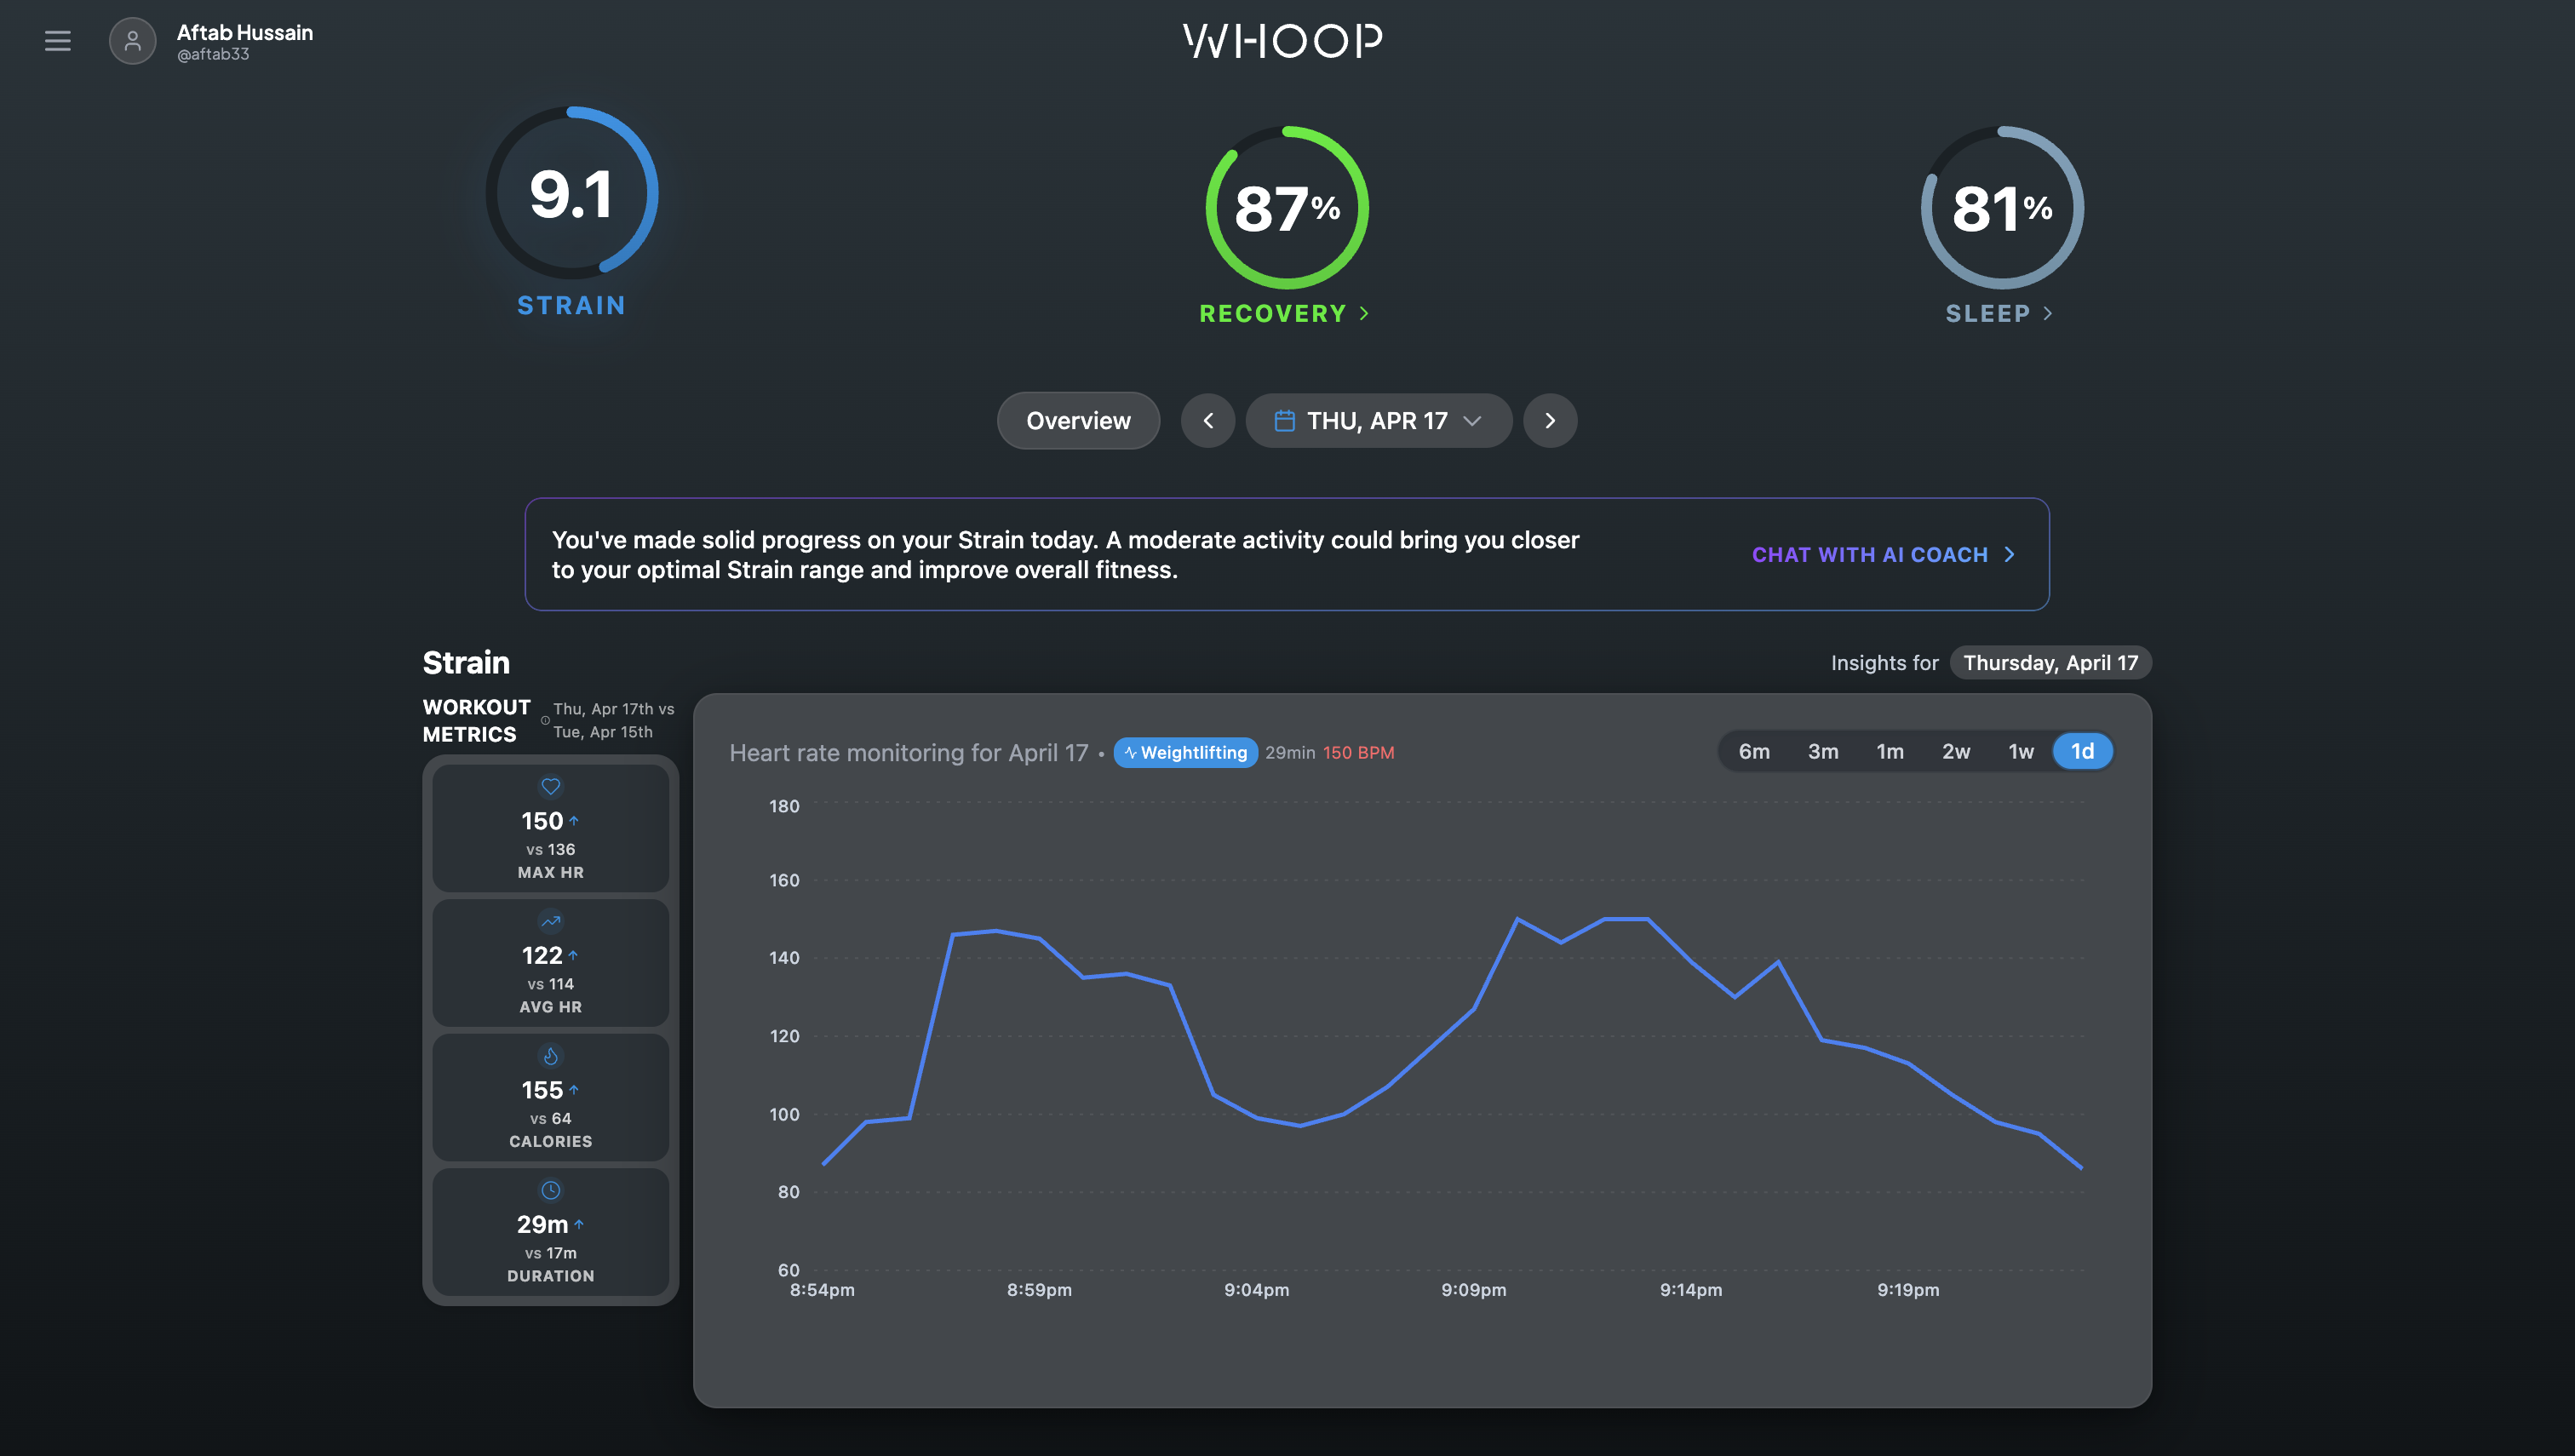 Aftab Hussain
@aftab33
WHOOP
9.1
STRAIN
87%
RECOVERY
81%
SLEEP
Overview
THU, APR 17
You've made solid progress on your Strain today. A moderate activity could bring you closer
to your optimal Strain range and improve overall fitness.
CHAT WITH AI COACH
Strain
Insights for Thursday, April 17
WORKOUT
METRICS
Thu, Apr 17th vs
Tue, Apr 15th
150
vs 136
MAX HR
122
vs 114
AVG HR
155
vs 64
CALORIES
29m
vs 17m
DURATION
Heart rate monitoring for April 17 • Weightlifting 29min 150 BPM
6m 3m 1m 2w 1w 1d
180
160
140
120
100
80
60
8:54pm 8:59pm 9:04pm 9:09pm 9:14pm 9:19pm